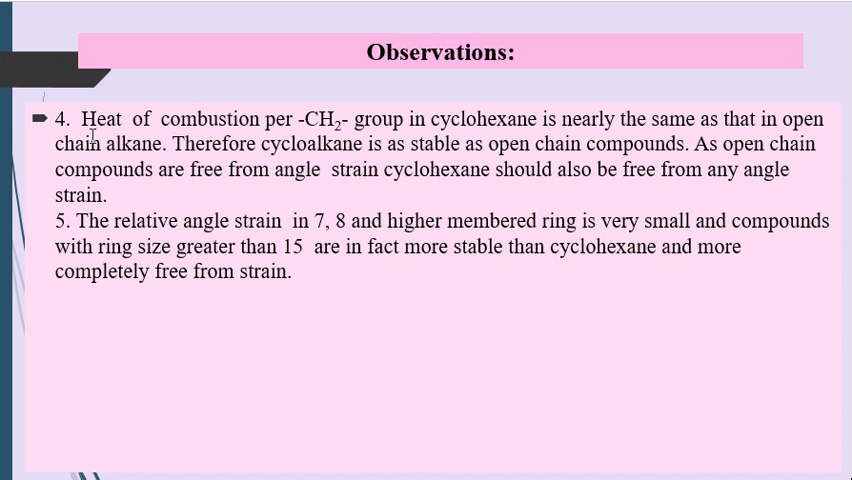 Observations:
4. Heat of combustion per -CH₂- group in cyclohexane is nearly the same as that in open
chain alkane. Therefore cycloalkane is as stable as open chain compounds. As open chain
compounds are free from angle strain cyclohexane should also be free from any angle
strain.
5. The relative angle strain in 7, 8 and higher membered ring is very small and compounds
with ring size greater than 15 are in fact more stable than cyclohexane and more
completely free from strain.